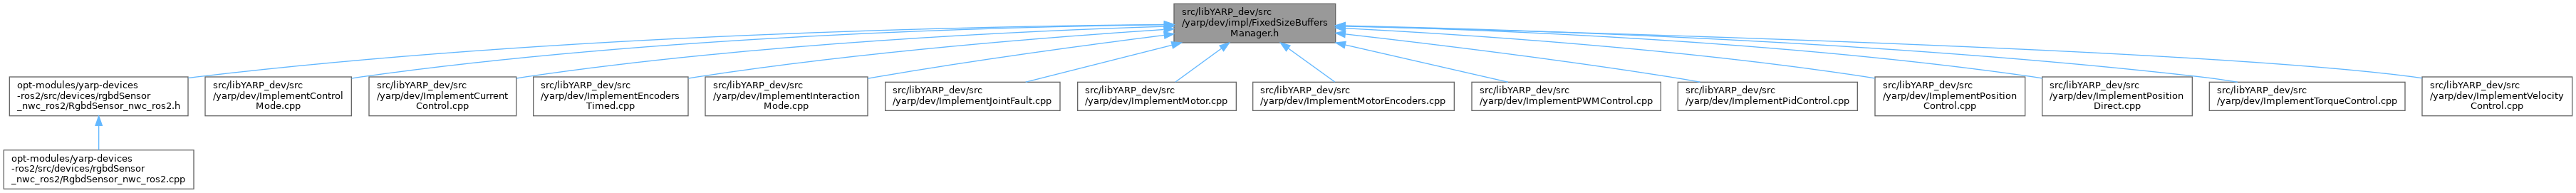 src/libYARP_dev/src
/yarp/dev/impl/FixedSizeBuffers
Manager.h
opt-modules/yarp-devices
-ros2/src/devices/rgbdSensor
_nwc_ros2/RgbdSensor_nwc_ros2.h
src/libYARP_dev/src
/yarp/dev/ImplementControl
Mode.cpp
src/libYARP_dev/src
/yarp/dev/ImplementCurrent
Control.cpp
src/libYARP_dev/src
/yarp/dev/ImplementEncoders
Timed.cpp
src/libYARP_dev/src
/yarp/dev/ImplementInteraction
Mode.cpp
src/libYARP_dev/src
/yarp/dev/ImplementJointFault.cpp
src/libYARP_dev/src
/yarp/dev/ImplementMotor.cpp
src/libYARP_dev/src
/yarp/dev/ImplementMotorEncoders.cpp
src/libYARP_dev/src
/yarp/dev/ImplementPWMControl.cpp
src/libYARP_dev/src
/yarp/dev/ImplementPidControl.cpp
src/libYARP_dev/src
/yarp/dev/ImplementPosition
Control.cpp
src/libYARP_dev/src
/yarp/dev/ImplementPosition
Direct.cpp
src/libYARP_dev/src
/yarp/dev/ImplementTorqueControl.cpp
src/libYARP_dev/src
/yarp/dev/ImplementVelocity
Control.cpp
opt-modules/yarp-devices
-ros2/src/devices/rgbdSensor
_nwc_ros2/RgbdSensor_nwc_ros2.cpp